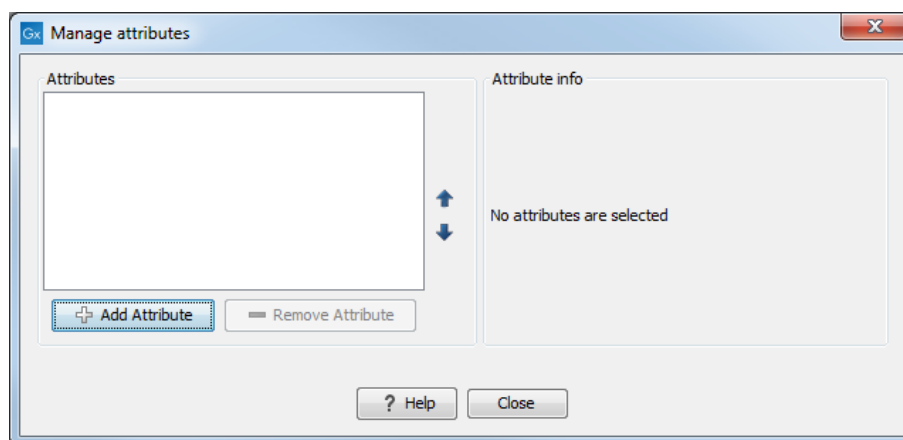 Gx Manage attributes
Attributes
Attribute info
No attributes are selected
Add Attribute
Remove Attribute
? Help
Close